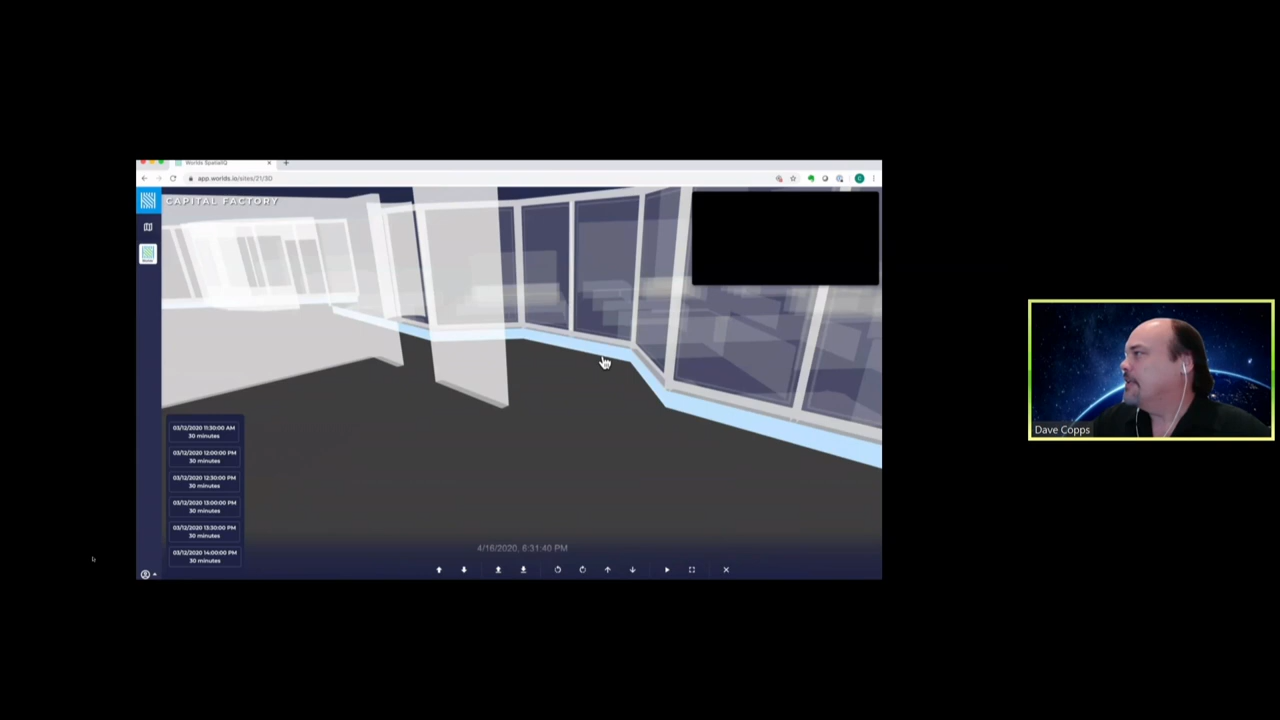 Worlds SpatialIQ
app.worlds.io/sites/21/3D
CAPITAL FACTORY
03/12/2020 11:30:00 AM
30 minutes
03/12/2020 12:00:00 PM
30 minutes
03/12/2020 12:30:00 PM
30 minutes
03/12/2020 13:00:00 PM
30 minutes
03/12/2020 13:30:00 PM
30 minutes
03/12/2020 14:00:00 PM
30 minutes
4/16/2020, 6:31:40 PM
Dave Copps